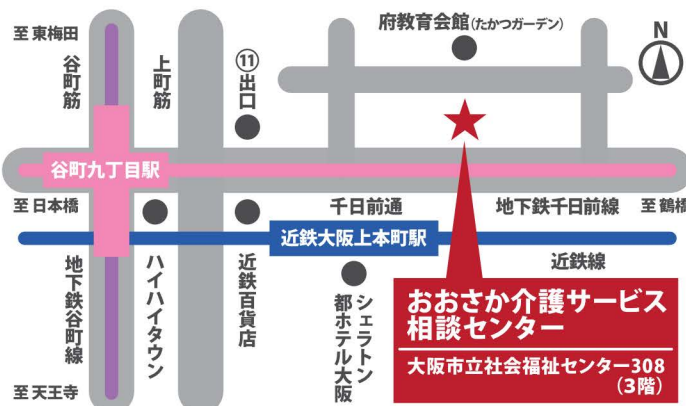 府教育会館(たかつガーデン)
N
至東梅田
谷町筋
上町筋
⑪出口
谷町九丁目駅
至日本橋
千日前通
地下鉄千日前線
至鶴橋
近鉄大阪上本町駅
近鉄線
地下鉄谷町線
ハイハイタウン
近鉄百貨店
シェラトン
都ホテル大阪
至天王寺
おおさか介護サービス
相談センター
大阪市立社会福祉センター308
(3階)